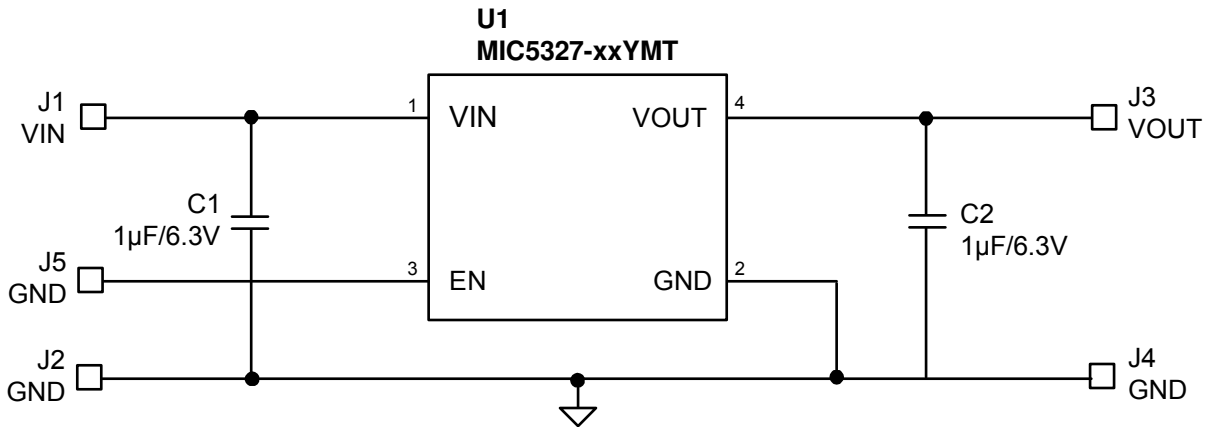 U1
MIC5327-xxYMT
J1
VIN
1
VIN
VOUT
4
J3
VOUT
C1
1µF/6.3V
C2
1µF/6.3V
J5
GND
3
EN
GND
2
J2
GND
J4
GND